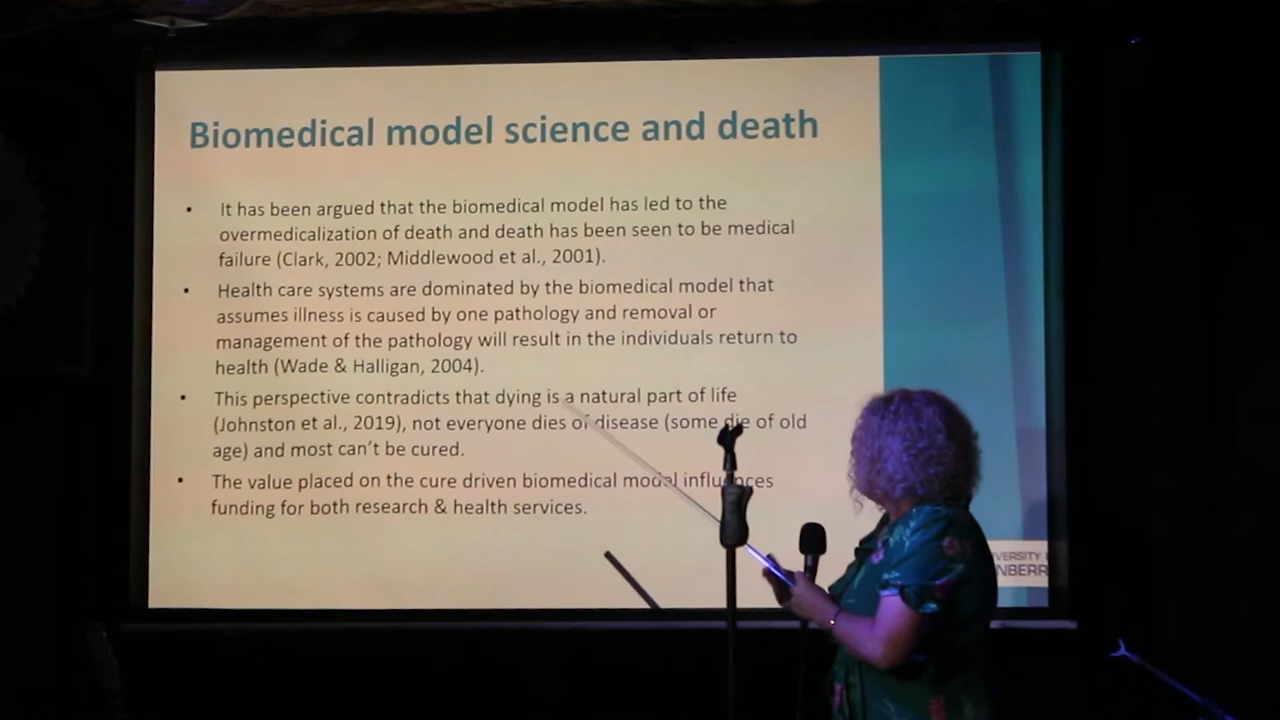 Biomedical model science and death
• It has been argued that the biomedical model has led to the
overmedicalization of death and death has been seen to be medical
failure (Clark, 2002; Middlewood et al., 2001).
• Health care systems are dominated by the biomedical model that
assumes illness is caused by one pathology and removal or
management of the pathology will result in the individuals return to
health (Wade & Halligan, 2004).
• This perspective contradicts that dying is a natural part of life
(Johnston et al., 2019), not everyone dies of disease (some die of old
age) and most can't be cured.
• The value placed on the cure driven biomedical model influences
funding for both research & health services.